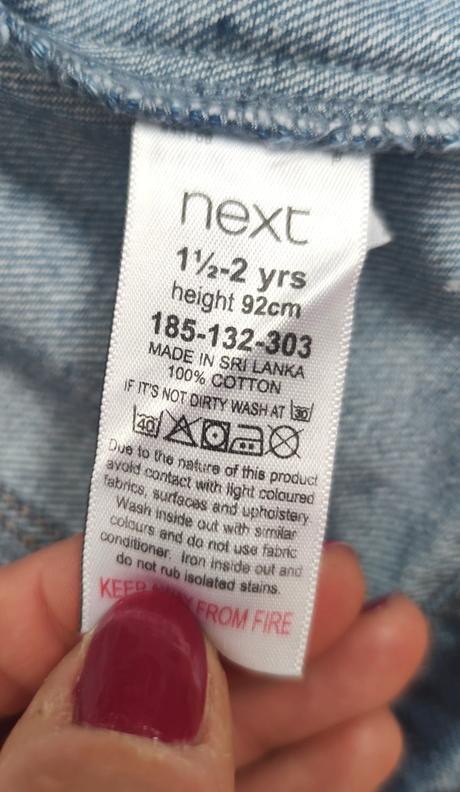 next
1½-2 yrs
height 92cm
185-132-303
MADE IN SRI LANKA
100% COTTON
IF IT'S NOT DIRTY WASH AT 30
40
Due to the nature of this product
avoid contact with light coloured
fabrics, surfaces and upholstery
Wash inside out with similar
colours and do not use fabric
conditioner. Iron inside out and
do not rub isolated stains.
KEEP AWAY FROM FIRE